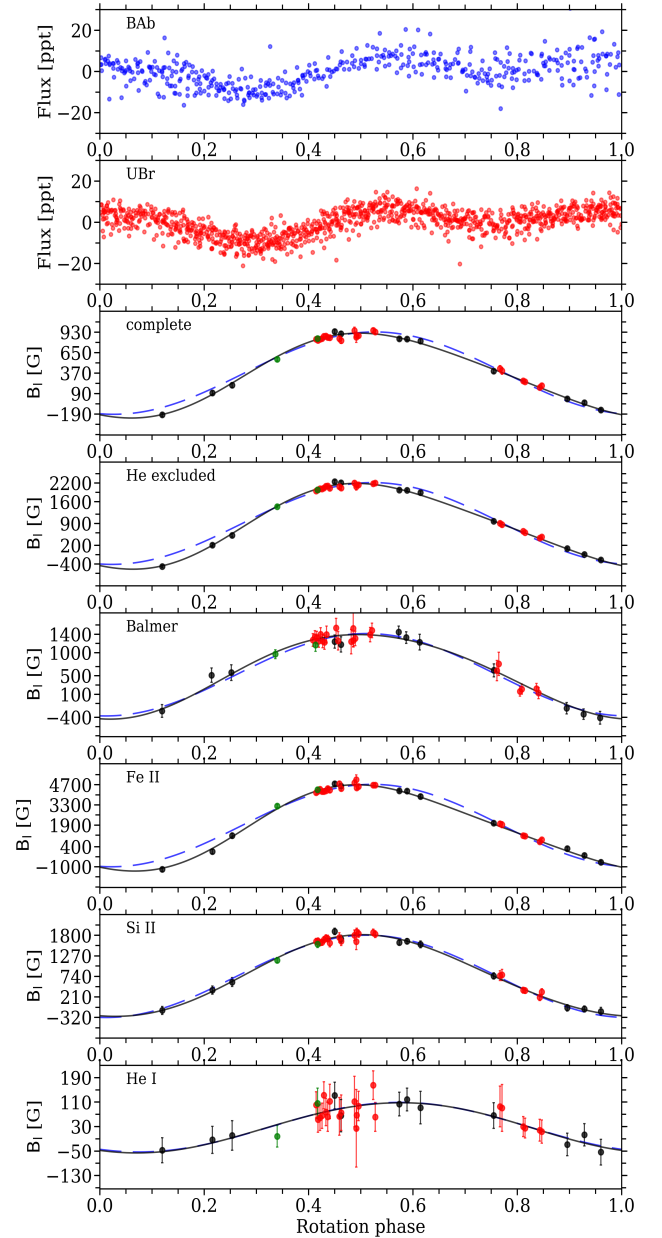 BAb
Flux [ppt]
20
0
−20
0.0 0.2 0.4 0.6 0.8 1.0
UBr
Flux [ppt]
20
0
−20
0.0 0.2 0.4 0.6 0.8 1.0
complete
B_l [G]
930
650
370
90
−190
0.0 0.2 0.4 0.6 0.8 1.0
He excluded
B_l [G]
2200
1600
900
200
−400
0.0 0.2 0.4 0.6 0.8 1.0
Balmer
B_l [G]
1400
1000
500
100
−400
0.0 0.2 0.4 0.6 0.8 1.0
Fe II
B_l [G]
4700
3300
1900
400
−1000
0.0 0.2 0.4 0.6 0.8 1.0
Si II
B_l [G]
1800
1270
740
210
−320
0.0 0.2 0.4 0.6 0.8 1.0
He I
B_l [G]
190
110
30
−50
−130
0.0 0.2 0.4 0.6 0.8 1.0
Rotation phase